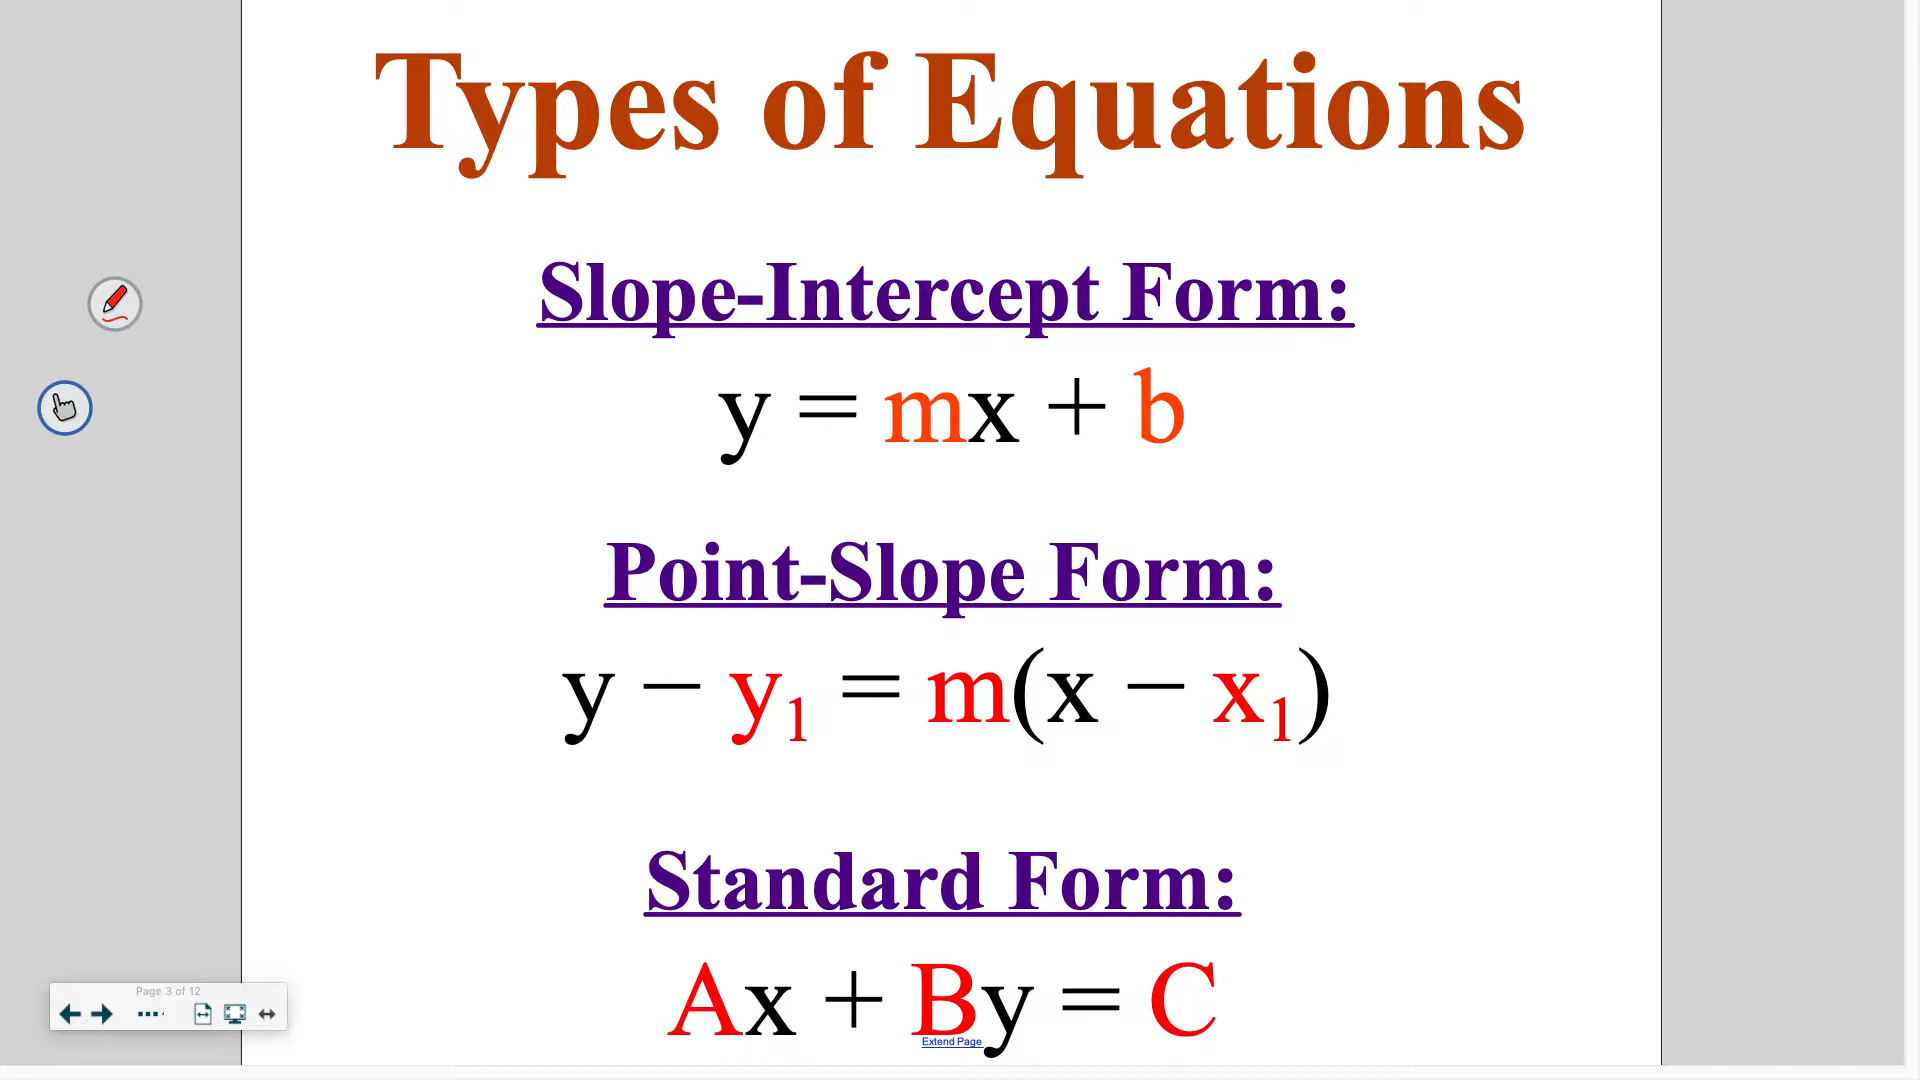 Types of Equations
Slope-Intercept Form:
y = mx + b
Point-Slope Form:
y − y₁ = m(x − x₁)
Standard Form:
Ax + By = C
Extend Page
Page 3 of 12